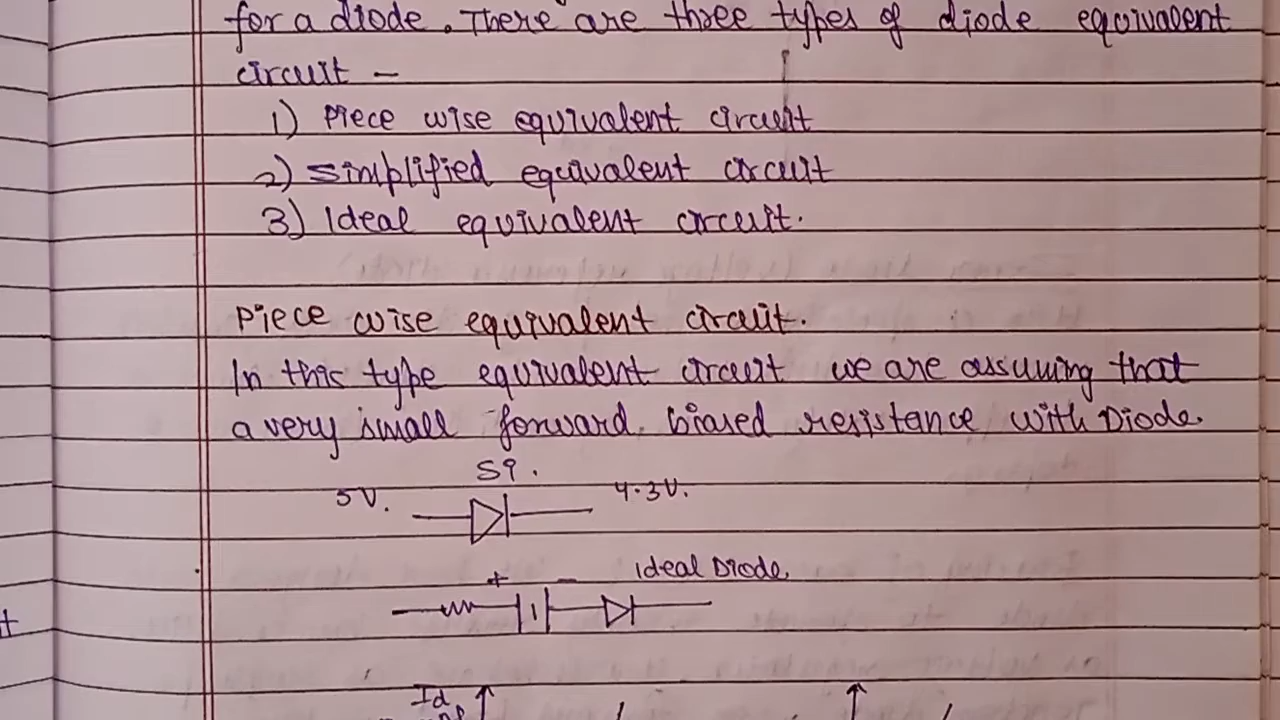 for a diode. There are three types of diode equivalent
circuit -
1) Piece wise equivalent circuit
2) simplified equivalent circuit
3) Ideal equivalent circuit.
Piece wise equivalent circuit.
In this type equivalent circuit we are assuming that
a very small forward biased resistance with Diode.
Si.
5V. 4.3V.
+ - Ideal Diode.
Id